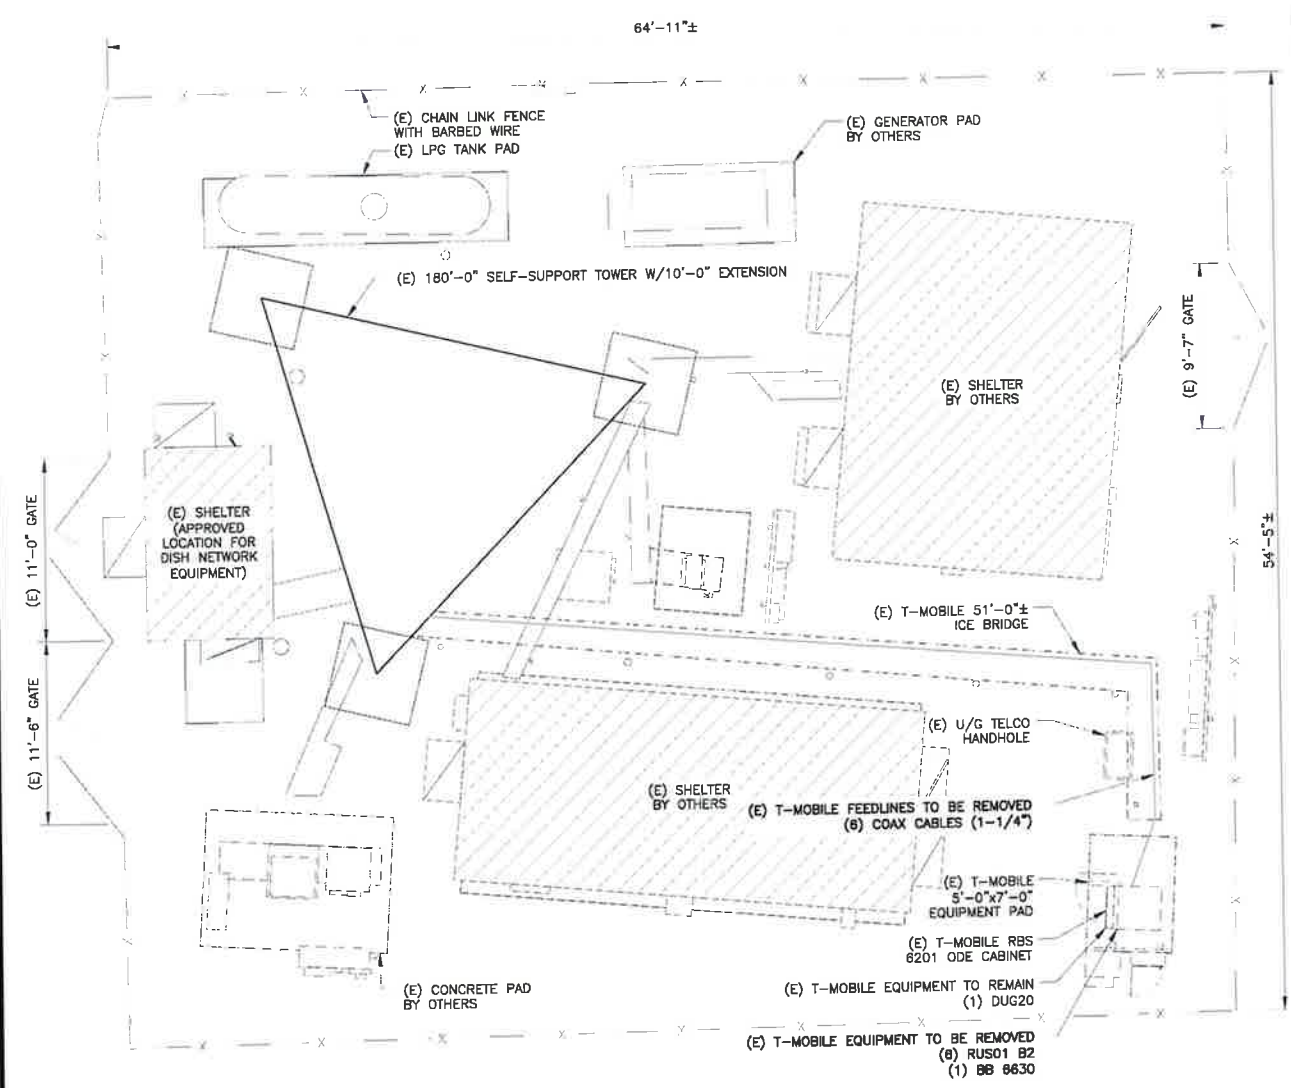 64'-11"±
(E) CHAIN LINK FENCE
WITH BARBED WIRE
(E) LPG TANK PAD
(E) GENERATOR PAD
BY OTHERS
(E) 180'-0" SELF-SUPPORT TOWER W/10'-0" EXTENSION
(E) 9'-7" GATE
(E) SHELTER
BY OTHERS
(E) 11'-0" GATE
(E) SHELTER
(APPROVED
LOCATION FOR
DISH NETWORK
EQUIPMENT)
54'-5"±
(E) T-MOBILE 51'-0"±
ICE BRIDGE
(E) 11'-6" GATE
(E) U/G TELCO
HANDHOLE
(E) SHELTER
BY OTHERS
(E) T-MOBILE FEEDLINES TO BE REMOVED
(6) COAX CABLES (1-1/4")
(E) T-MOBILE
5'-0"x7'-0"
EQUIPMENT PAD
(E) T-MOBILE RBS
6201 ODE CABINET
(E) CONCRETE PAD
BY OTHERS
(E) T-MOBILE EQUIPMENT TO REMAIN
(1) DUG20
(E) T-MOBILE EQUIPMENT TO BE REMOVED
(6) RUS01 B2
(1) BB 6630